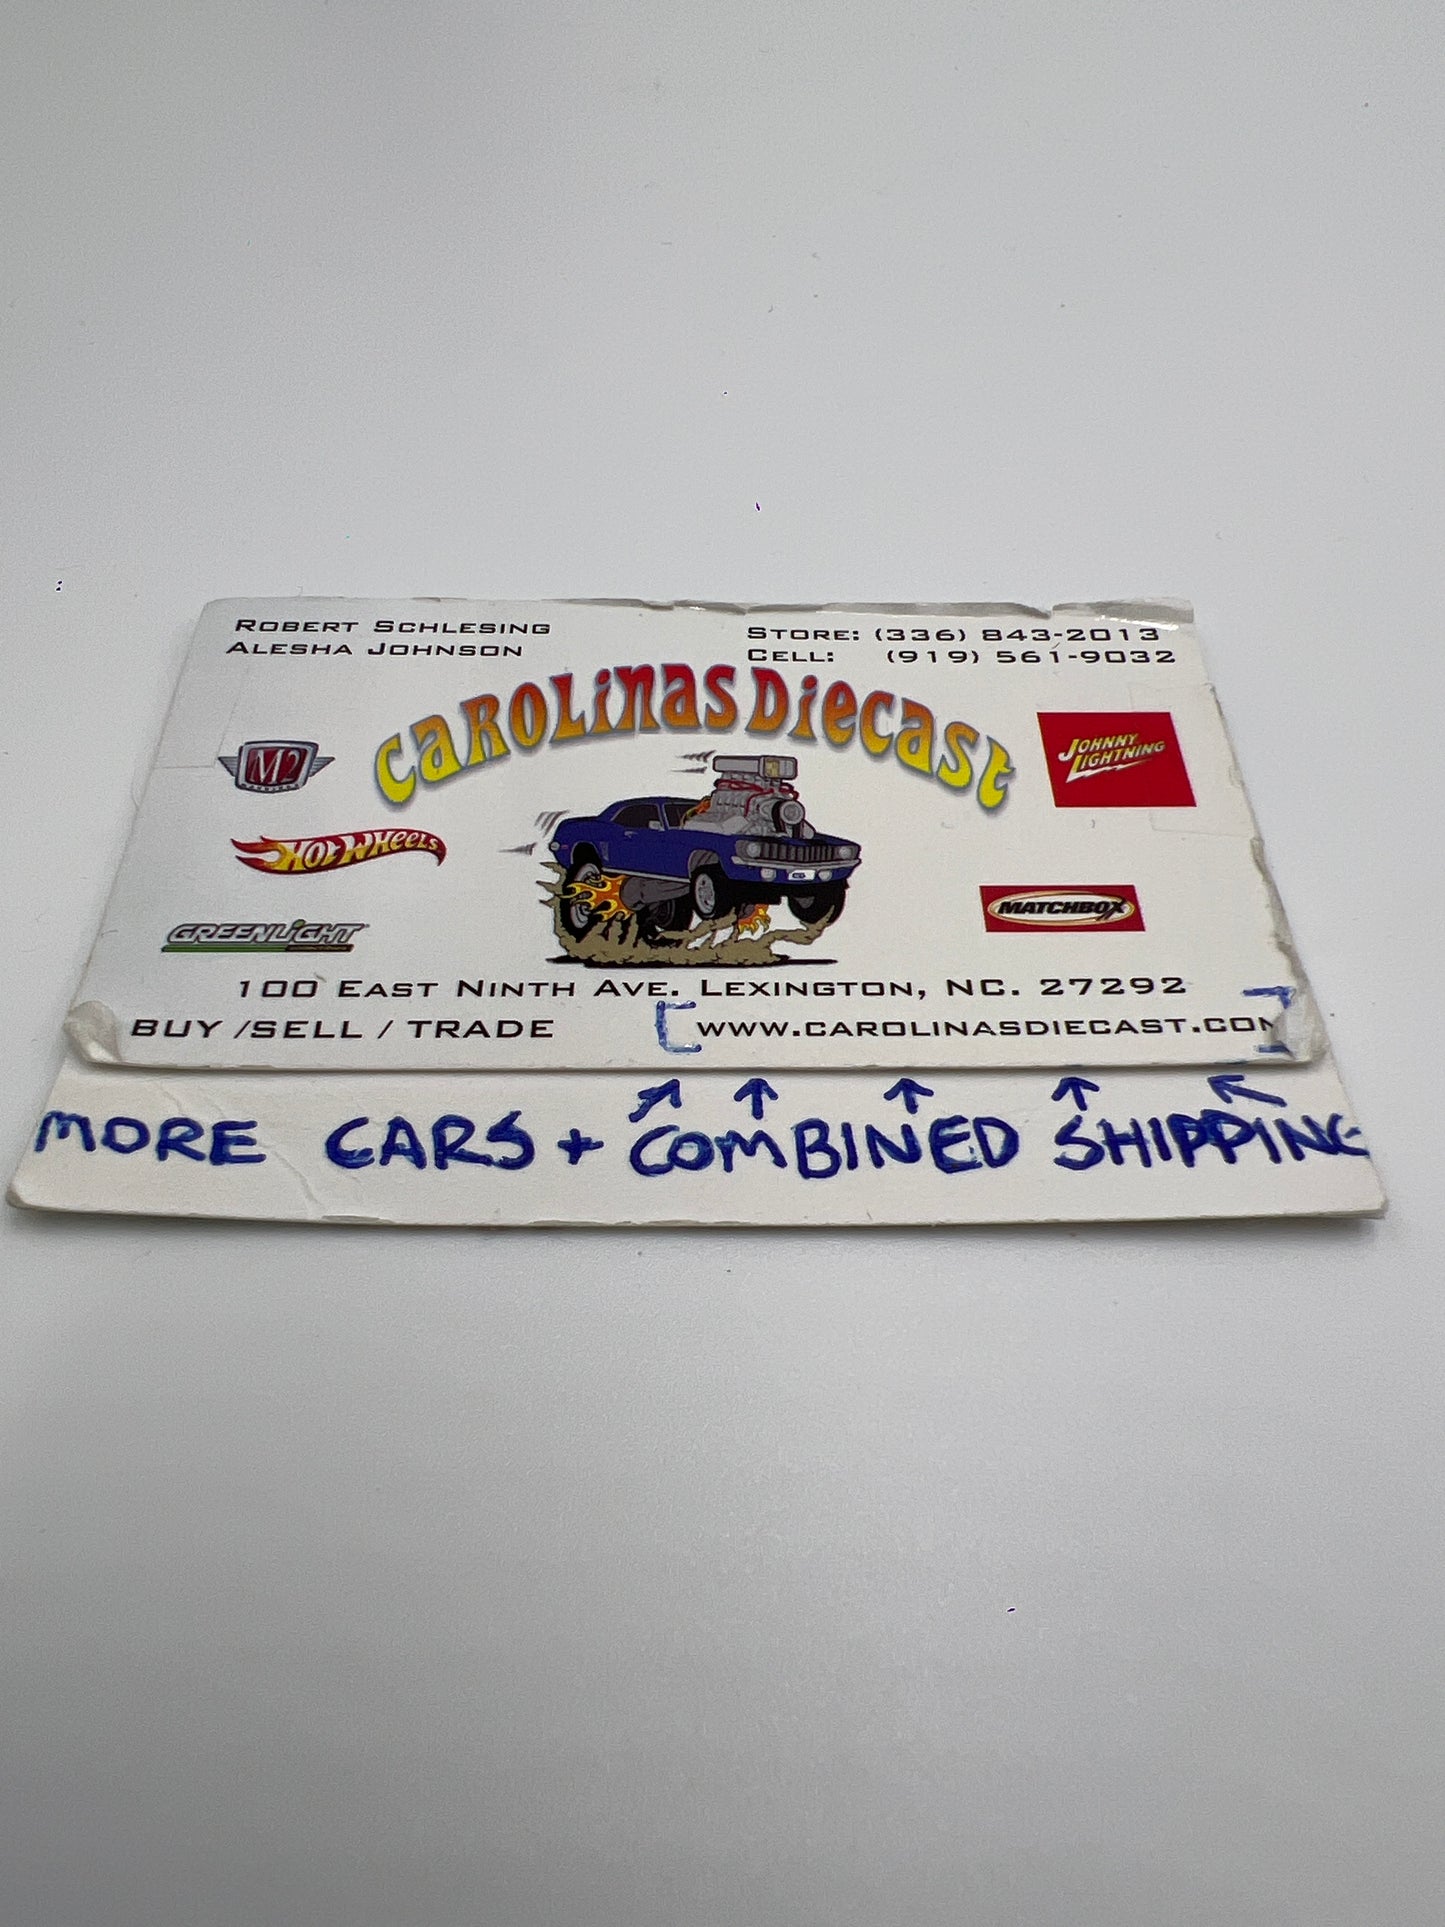 ROBERT SCHLESING
ALESHA JOHNSON
STORE: (336) 843-2013
CELL: (919) 561-9032
CAROLINAS DIECAST
M2
JOHNNY LIGHTNING
HOT WHEELS
MATCHBOX
GREENLIGHT
100 EAST NINTH AVE. LEXINGTON, NC. 27292
BUY /SELL / TRADE [WWW.CAROLINASDIECAST.COM]
MORE CARS + COMBINED SHIPPING